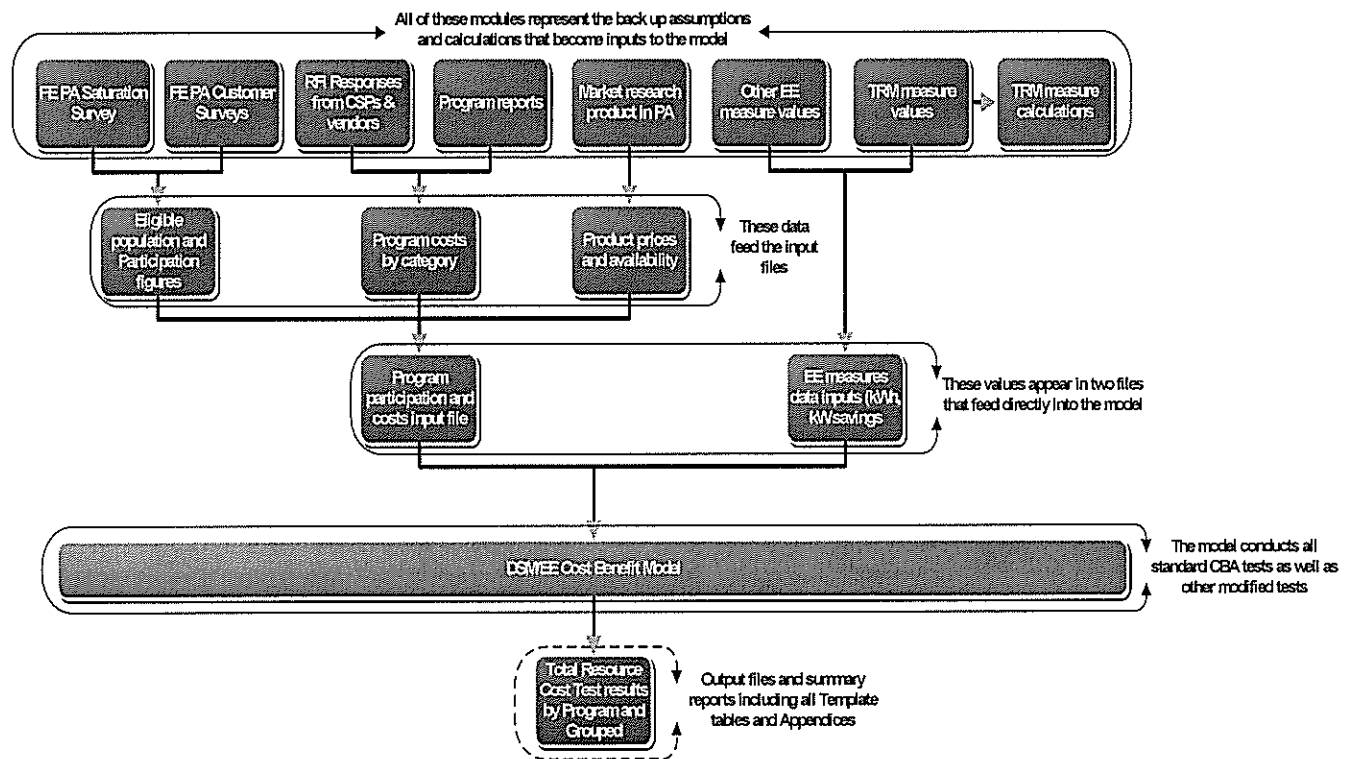 All of these modules represent the back up assumptions
and calculations that become inputs to the model
FE PA Saturation
Survey
FE PA Customer
Surveys
RFI Responses
from CSPs &
vendors
Program reports
Market research
product in PA
Other EE
measure values
TRM measure
values
TRM measure
calculations
Eligible
population and
Participation
figures
Program costs
by category
Product prices
and availability
These data
feed the input
files
Program
participation and
costs input file
EE measures
data inputs (kWh,
kW savings
These values appear in two files
that feed directly into the model
DSM/EE Cost Benefit Model
The model conducts all
standard CBA tests as well as
other modified tests
Total Resource
Cost Test results
by Program and
Grouped
Output files and summary
reports including all Template
tables and Appendices